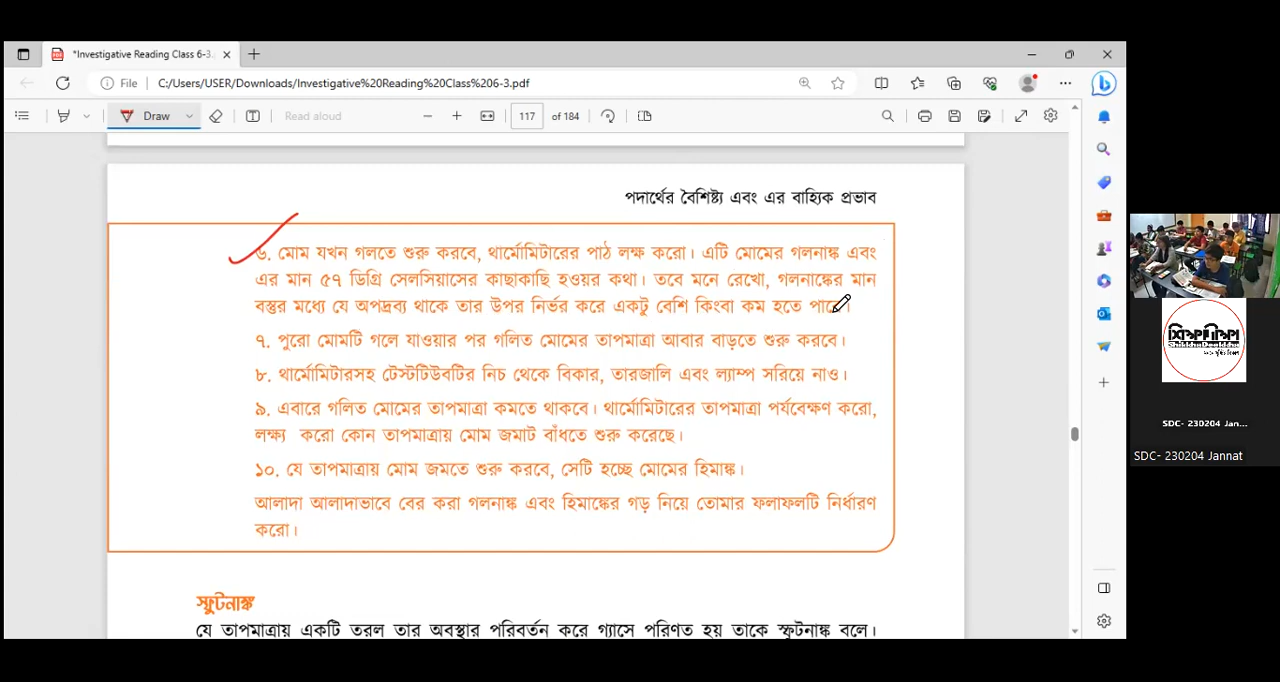 *Investigative Reading Class 6-3.
File
C:/Users/USER/Downloads/Investigative%20Reading%20Class%206-3.pdf
Draw
Read aloud
117 of 184
পদার্থের বৈশিষ্ট্য এবং এর বাহ্যিক প্রভাব
৬. মোম যখন গলতে শুরু করবে, থার্মোমিটারের পাঠ লক্ষ করো। এটি মোমের গলনাঙ্ক এবং
এর মান ৫৭ ডিগ্রি সেলসিয়াসের কাছাকাছি হওয়র কথা। তবে মনে রেখো, গলনাঙ্কের মান
বস্তুর মধ্যে যে অপদ্রব্য থাকে তার উপর নির্ভর করে একটু বেশি কিংবা কম হতে পারে।
৭. পুরো মোমটি গলে যাওয়ার পর গলিত মোমের তাপমাত্রা আবার বাড়তে শুরু করবে।
৮. থার্মোমিটারসহ টেস্টটিউবটির নিচ থেকে বিকার, তারজালি এবং ল্যাম্প সরিয়ে নাও।
৯. এবারে গলিত মোমের তাপমাত্রা কমতে থাকবে। থার্মোমিটারের তাপমাত্রা পর্যবেক্ষণ করো,
লক্ষ্য করো কোন তাপমাত্রায় মোম জমাট বাঁধতে শুরু করেছে।
১০. যে তাপমাত্রায় মোম জমতে শুরু করবে, সেটি হচ্ছে মোমের হিমাঙ্ক।
আলাদা আলাদাভাবে বের করা গলনাঙ্ক এবং হিমাঙ্কের গড় নিয়ে তোমার ফলাফলটি নির্ধারণ
করো।
স্ফুটনাঙ্ক
যে তাপমাত্রায় একটি তরল তার অবস্থার পরিবর্তন করে গ্যাসে পরিণত হয় তাকে স্ফুটনাঙ্ক বলে।
SDC- 230204 Jan...
SDC- 230204 Jannat